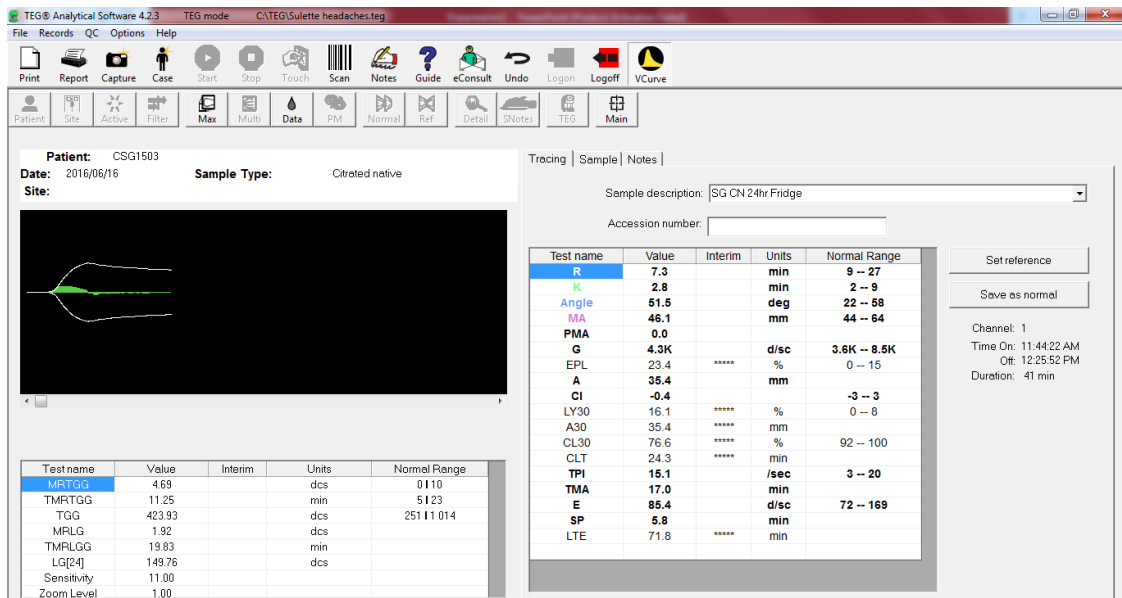 TEG® Analytical Software 4.2.3 TEG mode C:\TEG\Sulette headaches.teg
File Records QC Options Help
Print Report Capture Case Start Stop Touch Scan Notes Guide eConsult Undo Logon Logoff VCurve
Patient Site Active Filter Max Multi Data PM Normal Ref Detail SNotes TEG Main
Patient: CSG1503
Date: 2016/06/16 Sample Type: Citrated native
Site:
Tracing Sample Notes
Sample description: SG CN 24hr Fridge
Accession number:
Test name Value Interim Units Normal Range
R 7.3 min 9 -- 27
K 2.8 min 2 -- 9
Angle 51.5 deg 22 -- 58
MA 46.1 mm 44 -- 64
PMA 0.0
G 4.3K d/sc 3.6K -- 8.5K
EPL 23.4 ***** % 0 -- 15
A 35.4 mm
CI -0.4 -3 -- 3
LY30 16.1 ***** % 0 -- 8
A30 35.4 ***** mm
CL30 76.6 ***** % 92 -- 100
CLT 24.3 ***** min
TPI 15.1 /sec 3 -- 20
TMA 17.0 min
E 85.4 d/sc 72 -- 169
SP 5.8 min
LTE 71.8 ***** min
Set reference
Save as normal
Channel: 1
Time On: 11:44:22 AM
Off: 12:25:52 PM
Duration: 41 min
Test name Value Interim Units Normal Range
MRTGG 4.69 dcs 0 I 10
TMRTGG 11.25 min 5 I 23
TGG 423.93 dcs 251 I 1 014
MRLG 1.92 dcs
TMRLGG 19.83 min
LG[24] 149.76 dcs
Sensitivity 11.00
Zoom Level 1.00